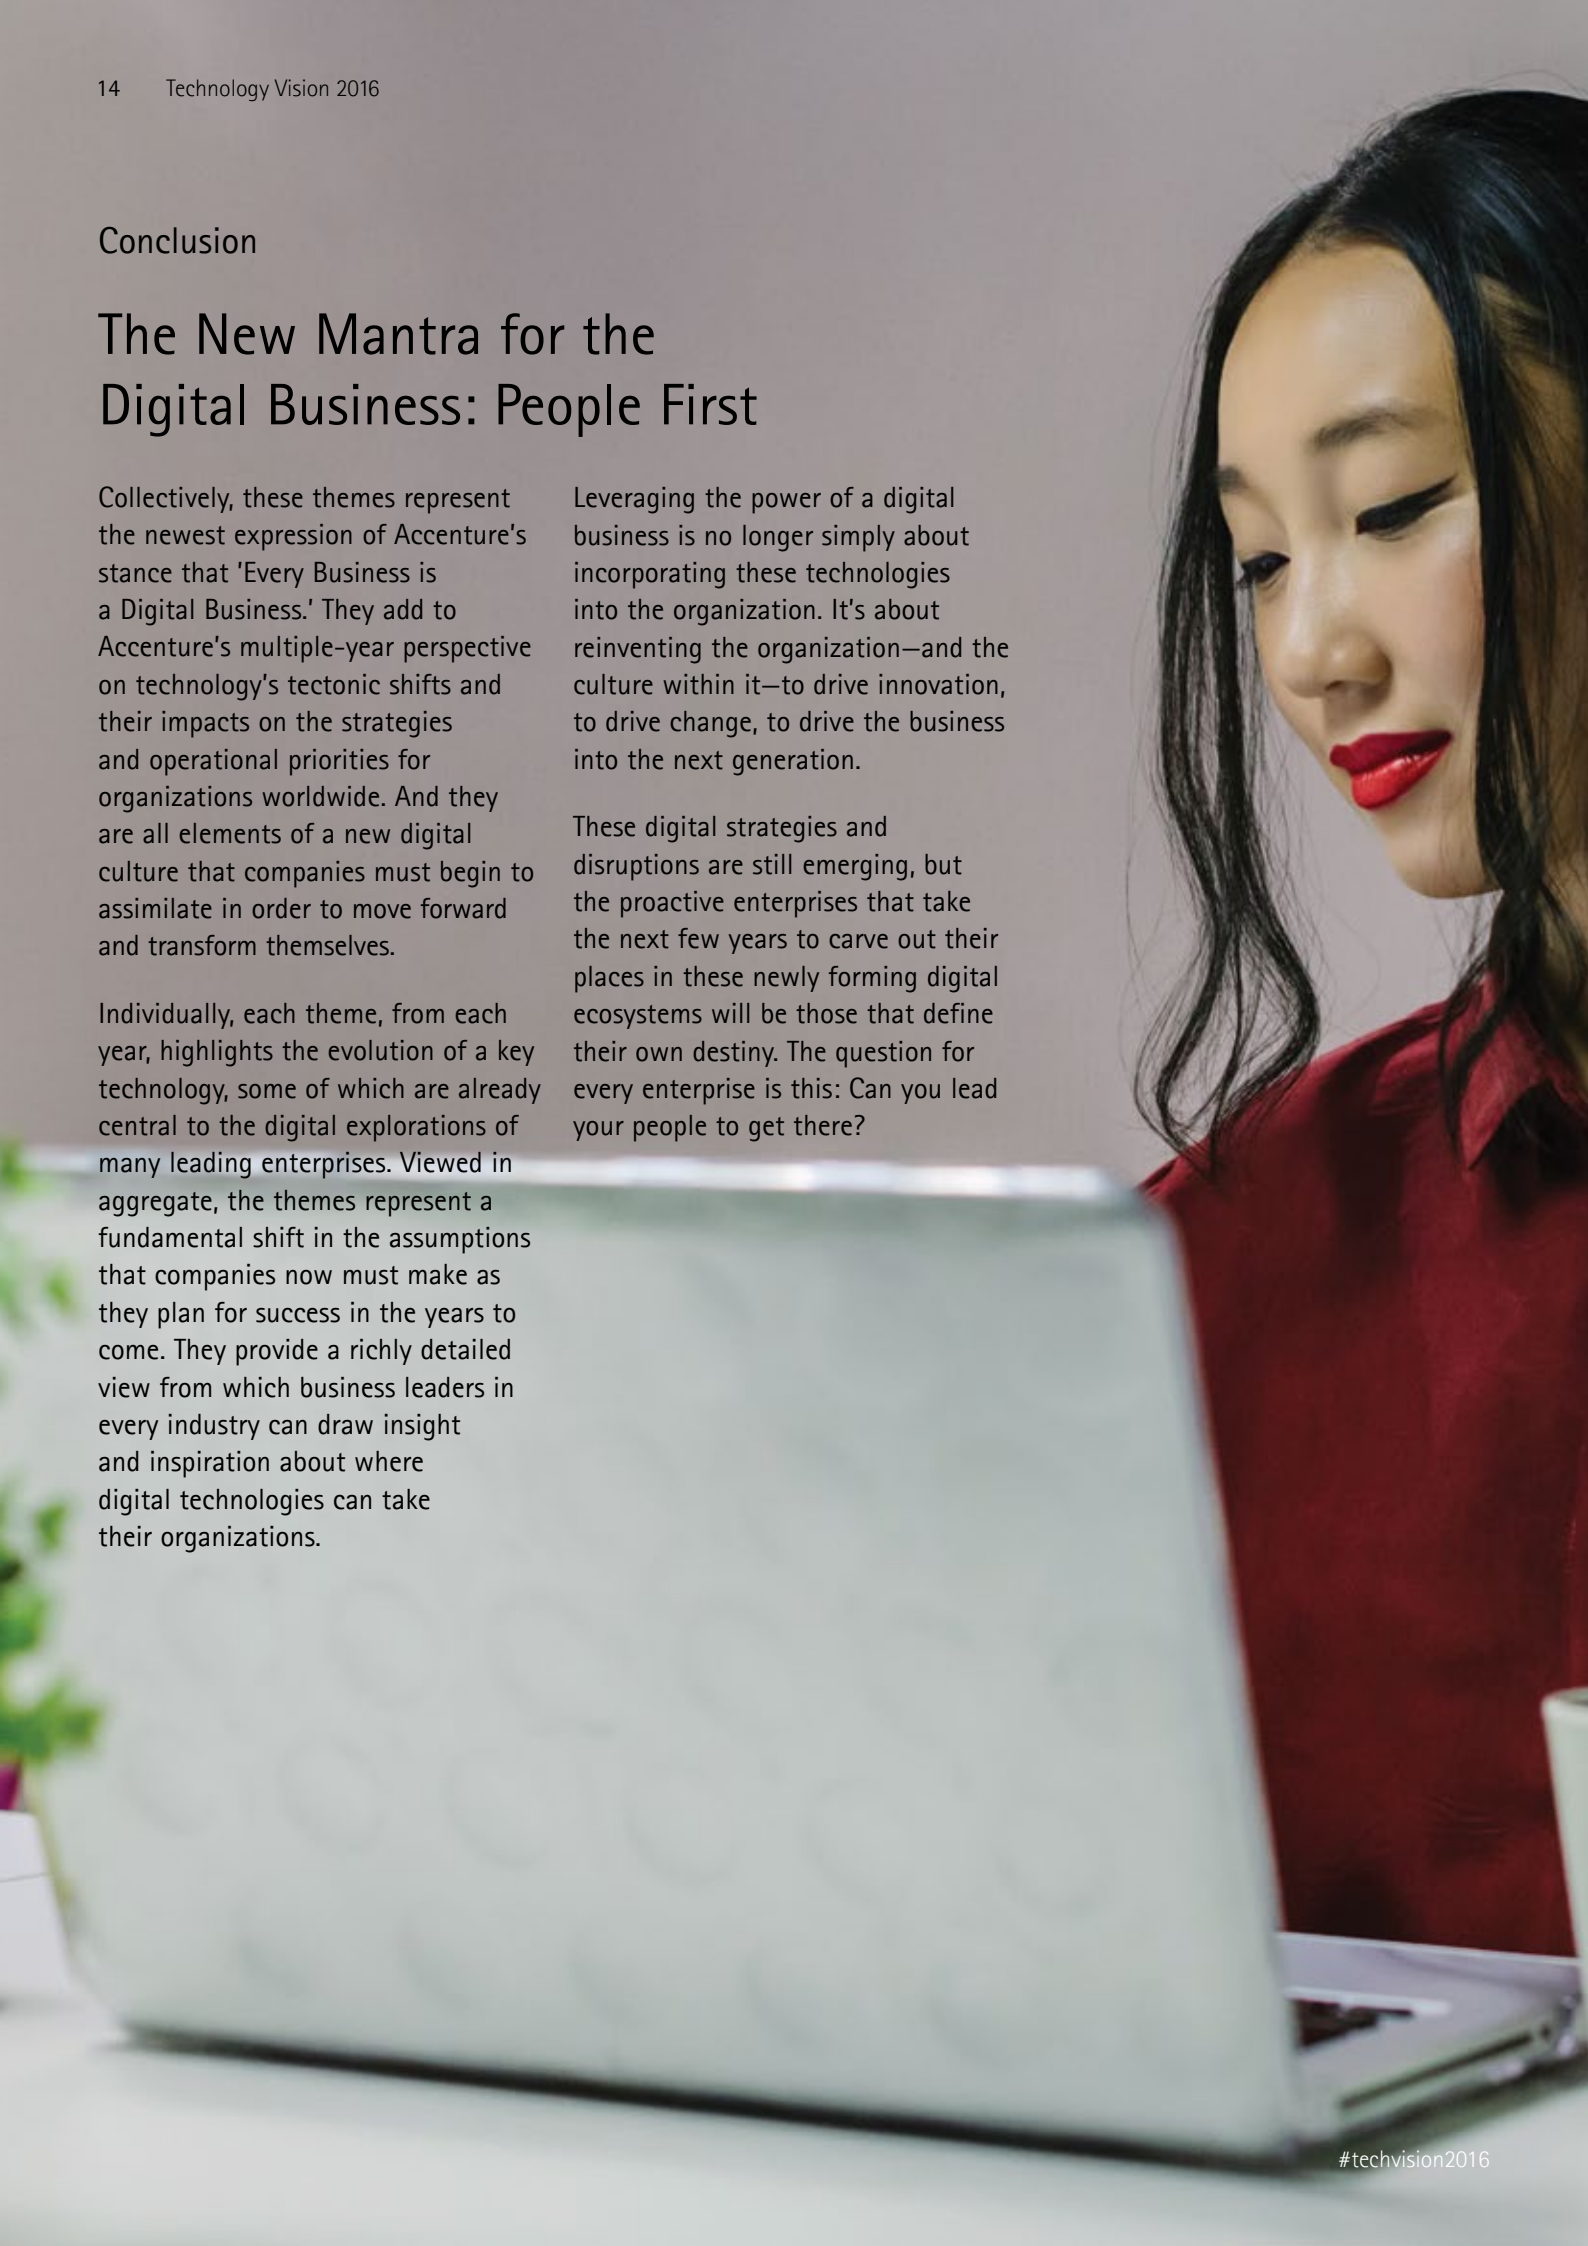 14 Technology Vision 2016
Conclusion
The New Mantra for the
Digital Business: People First
Collectively, these themes represent
the newest expression of Accenture's
stance that 'Every Business is
a Digital Business.' They add to
Accenture's multiple-year perspective
on technology's tectonic shifts and
their impacts on the strategies
and operational priorities for
organizations worldwide. And they
are all elements of a new digital
culture that companies must begin to
assimilate in order to move forward
and transform themselves.
Individually, each theme, from each
year, highlights the evolution of a key
technology, some of which are already
central to the digital explorations of
many leading enterprises. Viewed in
aggregate, the themes represent a
fundamental shift in the assumptions
that companies now must make as
they plan for success in the years to
come. They provide a richly detailed
view from which business leaders in
every industry can draw insight
and inspiration about where
digital technologies can take
their organizations.
Leveraging the power of a digital
business is no longer simply about
incorporating these technologies
into the organization. It's about
reinventing the organization—and the
culture within it—to drive innovation,
to drive change, to drive the business
into the next generation.
These digital strategies and
disruptions are still emerging, but
the proactive enterprises that take
the next few years to carve out their
places in these newly forming digital
ecosystems will be those that define
their own destiny. The question for
every enterprise is this: Can you lead
your people to get there?
#techvision2016